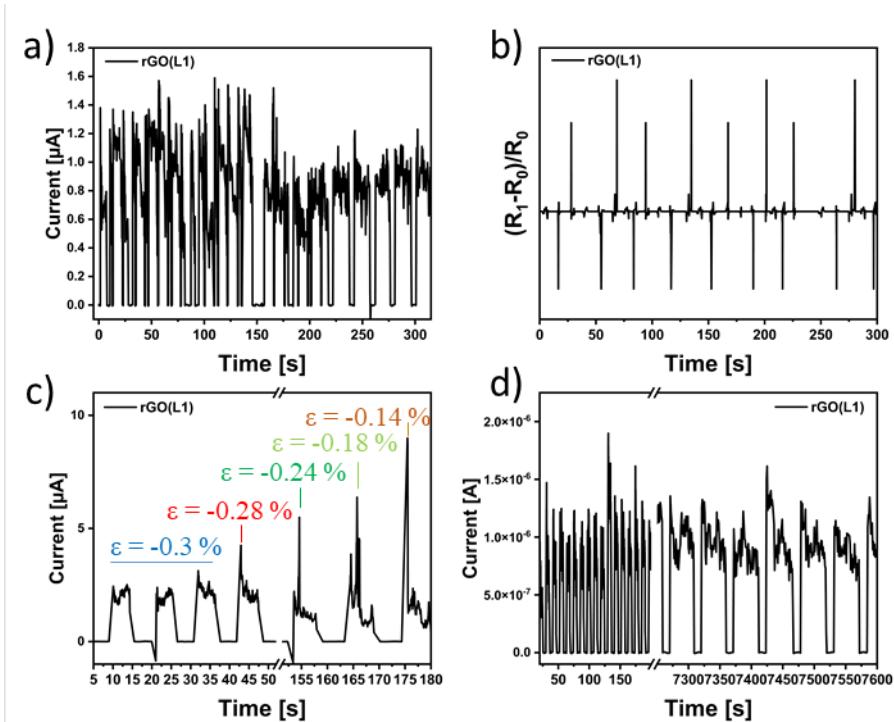 a)
rGO(L1)
Current [µA]
1.8
1.6
1.4
1.2
1.0
0.8
0.6
0.4
0.2
0.0
0 50 100 150 200 250 300
Time [s]
b)
rGO(L1)
(R1-R0)/R0
0 50 100 150 200 250 300
Time [s]
c)
rGO(L1)
Current [µA]
10
5
0
ε = -0.14 %
ε = -0.18 %
ε = -0.24 %
ε = -0.28 %
ε = -0.3 %
5 10 15 20 25 30 35 40 45 50 155 160 165 170 175 180
Time [s]
d)
rGO(L1)
Current [A]
2.0×10-6
1.5×10-6
1.0×10-6
5.0×10-7
0.0
50 100 150 7300 7350 7400 7450 7500 7550 7600
Time [s]